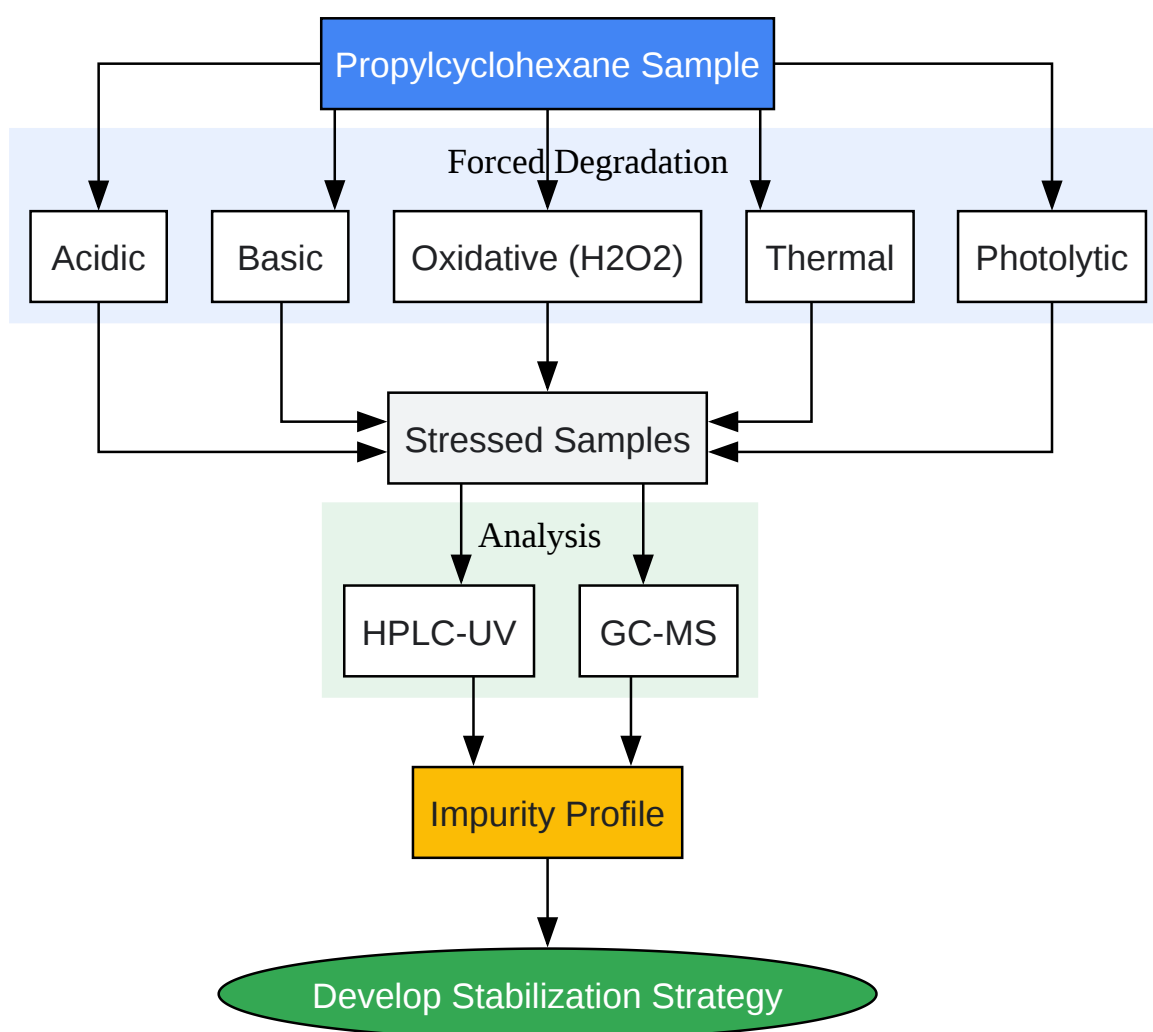 Propylcyclohexane Sample
Forced Degradation
Acidic
Basic
Oxidative (H2O2)
Thermal
Photolytic
Stressed Samples
Analysis
HPLC-UV
GC-MS
Impurity Profile
Develop Stabilization Strategy